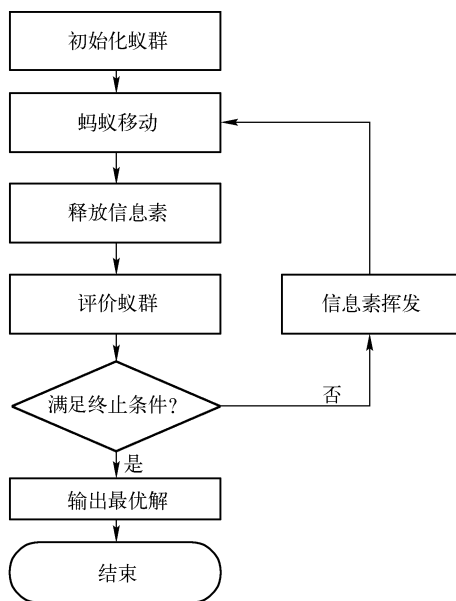 初始化蚁群
蚂蚁移动
释放信息素
评价蚁群
信息素挥发
满足终止条件?
否
是
输出最优解
结束